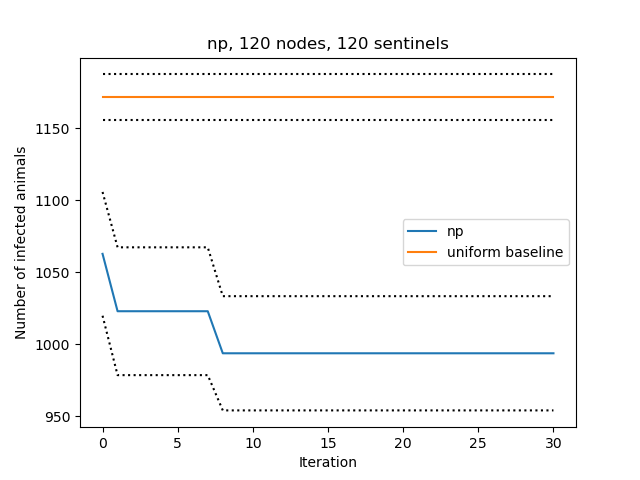 np, 120 nodes, 120 sentinels
Number of infected animals
1150
1100
1050
1000
950
np
uniform baseline
0 5 10 15 20 25 30
Iteration